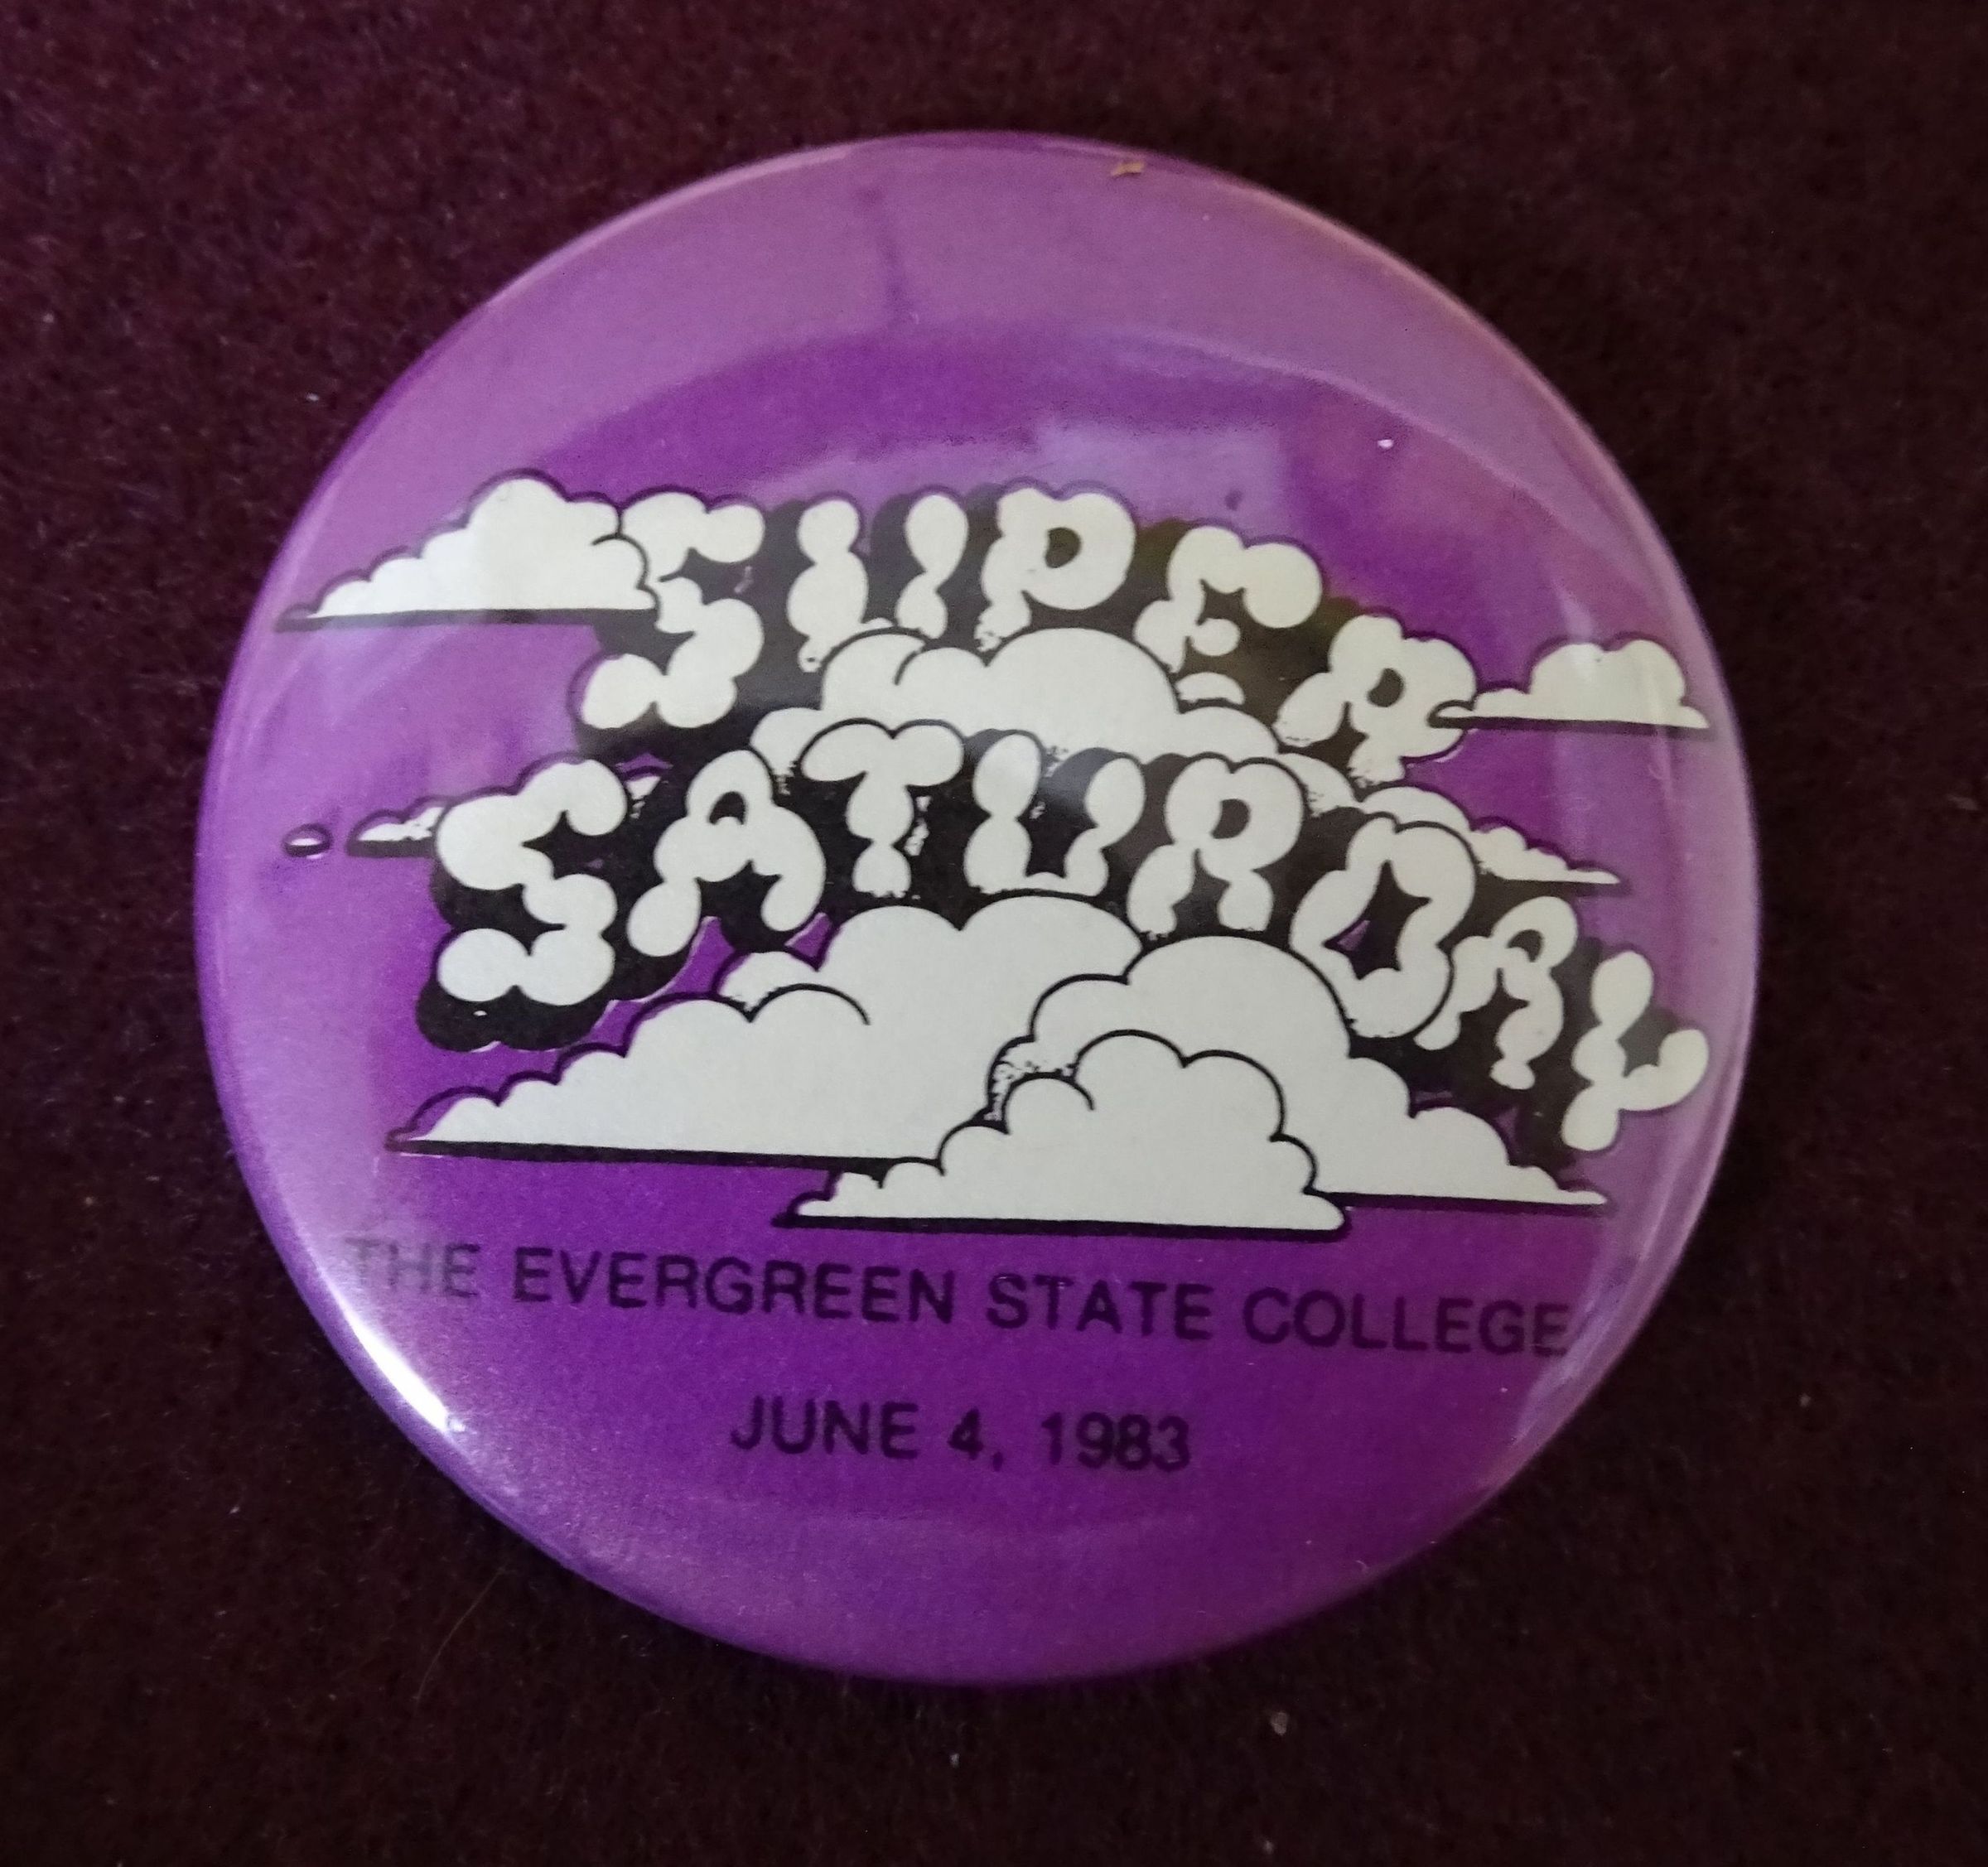 SUPER
SATURDAY
THE EVERGREEN STATE COLLEGE
JUNE 4, 1983